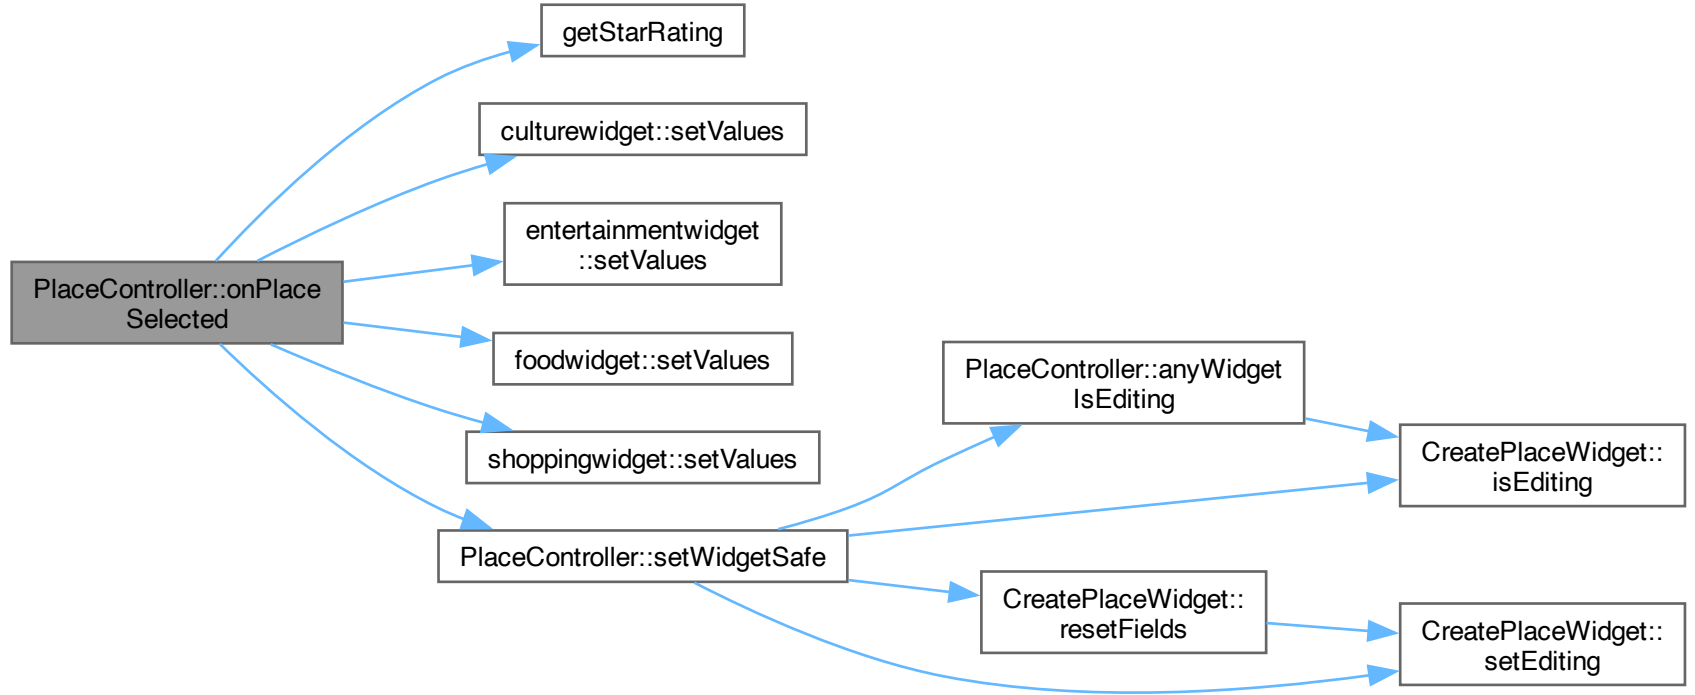 getStarRating
culturewidget::setValues
entertainmentwidget
::setValues
PlaceController::onPlace
Selected
foodwidget::setValues
shoppingwidget::setValues
PlaceController::setWidgetSafe
PlaceController::anyWidget
IsEditing
CreatePlaceWidget::
isEditing
CreatePlaceWidget::
resetFields
CreatePlaceWidget::
setEditing